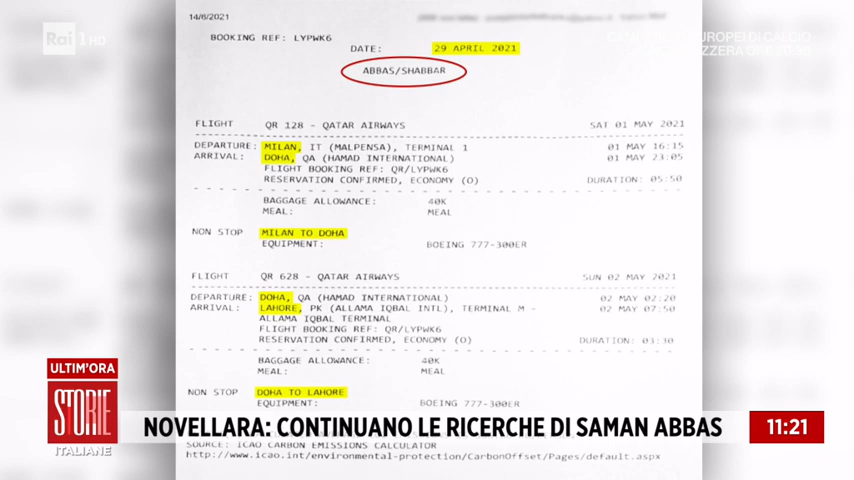 Rai 1 HD
14/6/2021
BOOKING REF: LYPWK6
DATE: 29 APRIL 2021
ABBAS/SHABBAR
FLIGHT QR 128 - QATAR AIRWAYS SAT 01 MAY 2021
DEPARTURE: MILAN, IT (MALPENSA), TERMINAL 1 01 MAY 16:15
ARRIVAL: DOHA, QA (HAMAD INTERNATIONAL) 01 MAY 23:05
FLIGHT BOOKING REF: QR/LYPWK6
RESERVATION CONFIRMED, ECONOMY (O) DURATION: 05:50
BAGGAGE ALLOWANCE: 40K
MEAL: MEAL
NON STOP MILAN TO DOHA
EQUIPMENT: BOEING 777-300ER
FLIGHT QR 628 - QATAR AIRWAYS SUN 02 MAY 2021
DEPARTURE: DOHA, QA (HAMAD INTERNATIONAL) 02 MAY 02:20
ARRIVAL: LAHORE, PK (ALLAMA IQBAL INTL), TERMINAL M - 02 MAY 07:50
ALLAMA IQBAL TERMINAL
FLIGHT BOOKING REF: QR/LYPWK6
RESERVATION CONFIRMED, ECONOMY (O) DURATION: 03:30
BAGGAGE ALLOWANCE: 40K
MEAL: MEAL
NON STOP DOHA TO LAHORE
EQUIPMENT: BOEING 777-300ER
ULTIM'ORA
STORIE
ITALIANE
NOVELLARA: CONTINUANO LE RICERCHE DI SAMAN ABBAS
11:21
SOURCE: ICAO CARBON EMISSIONS CALCULATOR
http://www.icao.int/environmental-protection/CarbonOffset/Pages/default.aspx